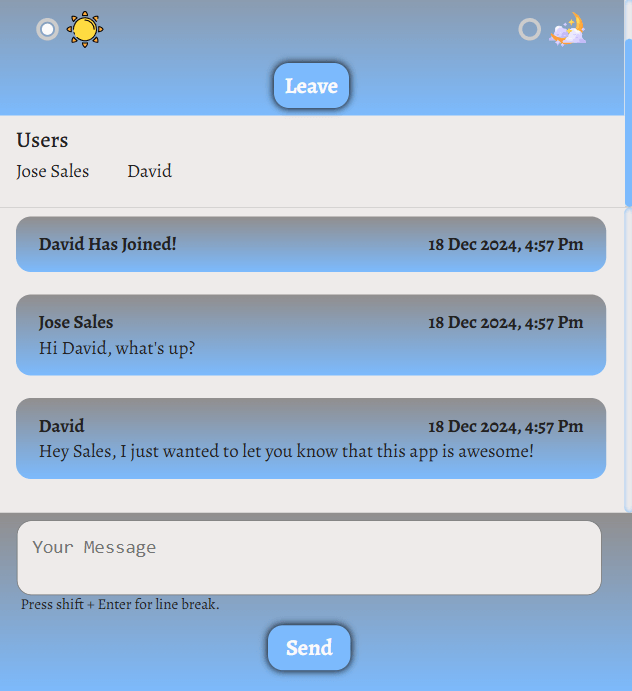 Leave
Users
Jose Sales David
David Has Joined! 18 Dec 2024, 4:57 Pm
Jose Sales 18 Dec 2024, 4:57 Pm
Hi David, what's up?
David 18 Dec 2024, 4:57 Pm
Hey Sales, I just wanted to let you know that this app is awesome!
Your Message
Press shift + Enter for line break.
Send